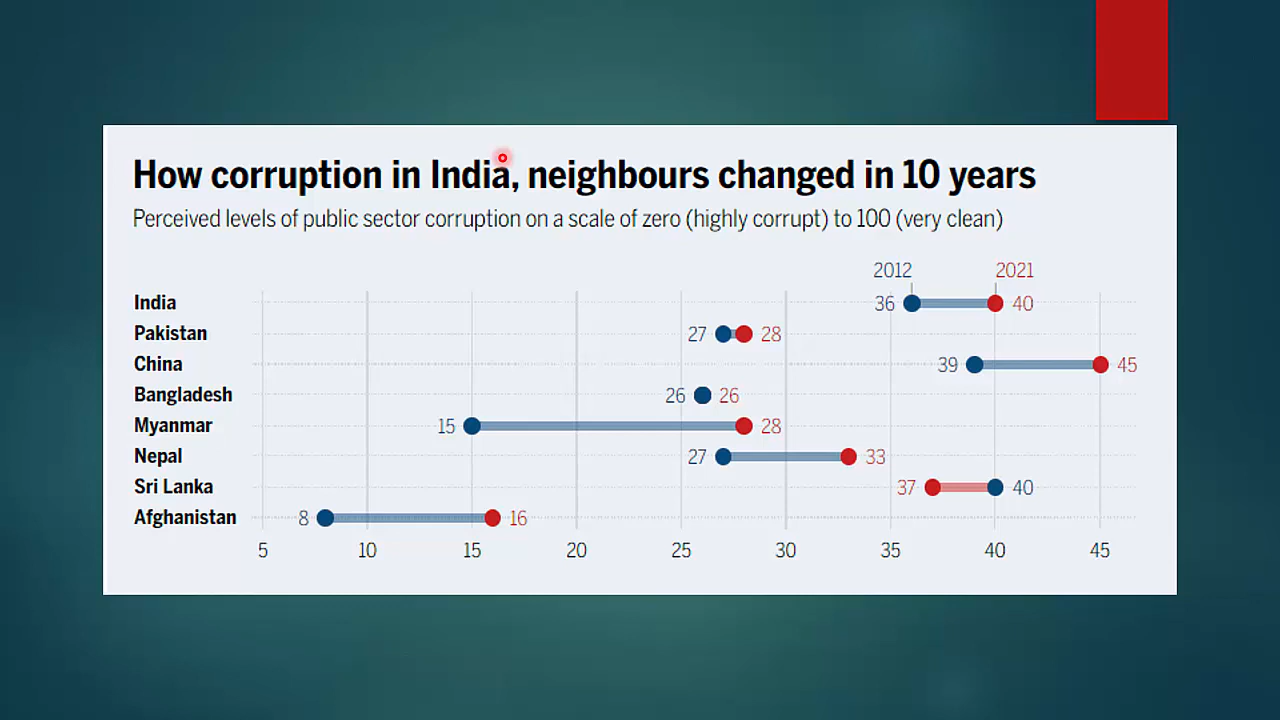 How corruption in India, neighbours changed in 10 years
Perceived levels of public sector corruption on a scale of zero (highly corrupt) to 100 (very clean)
2012 2021
India 36 40
Pakistan 27 28
China 39 45
Bangladesh 26 26
Myanmar 15 28
Nepal 27 33
Sri Lanka 37 40
Afghanistan 8 16
5 10 15 20 25 30 35 40 45